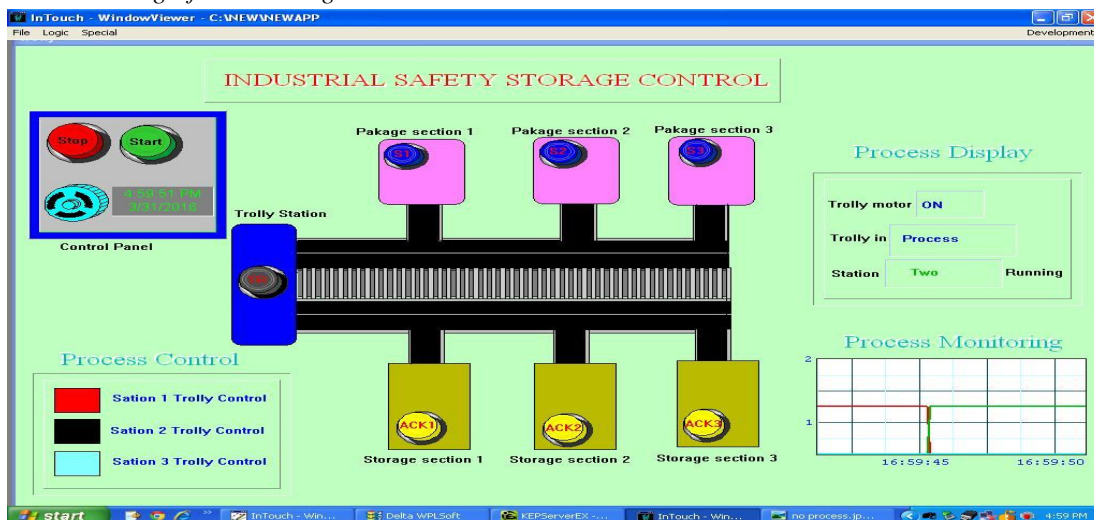 InTouch - WindowViewer - C:\NEW\NEWAPP
File Logic Special Development
INDUSTRIAL SAFETY STORAGE CONTROL
Stop Start
4:59:51 PM
3/31/2016
Control Panel
Pakage section 1 Pakage section 2 Pakage section 3
S1 S2 S3
Trolly Station
Process Display
Trolly motor ON
Trolly in Process
Station Two Running
Process Control
Sation 1 Trolly Control
Sation 2 Trolly Control
Sation 3 Trolly Control
ACK1 ACK2 ACK3
Storage section 1 Storage section 2 Storage section 3
Process Monitoring
2
1
16:59:45 16:59:50
start InTouch - Win... Delta WPLSoft KEPServerEX -... InTouch - Win... no process.jp... 4:59 PM